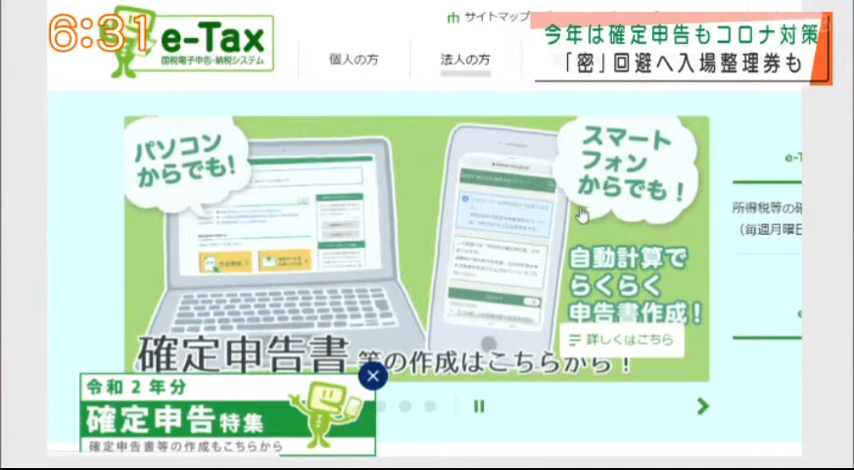 6:31
e-Tax
国税電子申告・納税システム
サイトマップ
今年は確定申告もコロナ対策
「密」回避へ入場整理券も
個人の方
法人の方
パソコン
からでも!
スマート
フォン
からでも!
e-T
所得税等の確
(毎週月曜日
自動計算で
らくらく
申告書作成!
詳しくはこちら
確定申告書等の作成はこちらから!
令和2年分
確定申告特集
確定申告書等の作成もこちらから